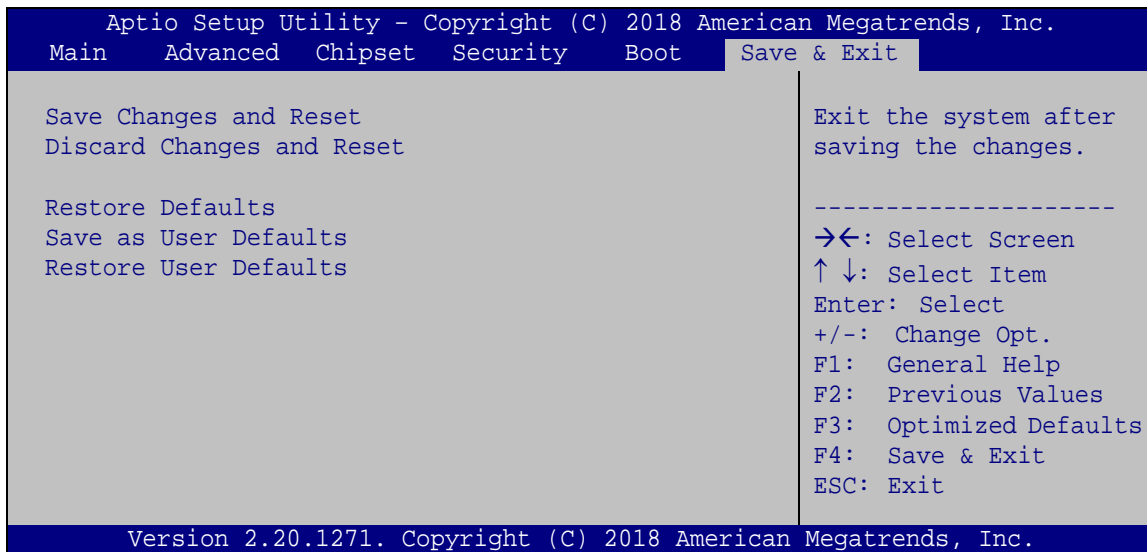 Aptio Setup Utility – Copyright (C) 2018 American Megatrends, Inc.
Main Advanced Chipset Security Boot Save & Exit
Save Changes and Reset
Discard Changes and Reset
Restore Defaults
Save as User Defaults
Restore User Defaults
Exit the system after
saving the changes.
---------------------
→←: Select Screen
↑ ↓: Select Item
Enter: Select
+/-: Change Opt.
F1: General Help
F2: Previous Values
F3: Optimized Defaults
F4: Save & Exit
ESC: Exit
Version 2.20.1271. Copyright (C) 2018 American Megatrends, Inc.